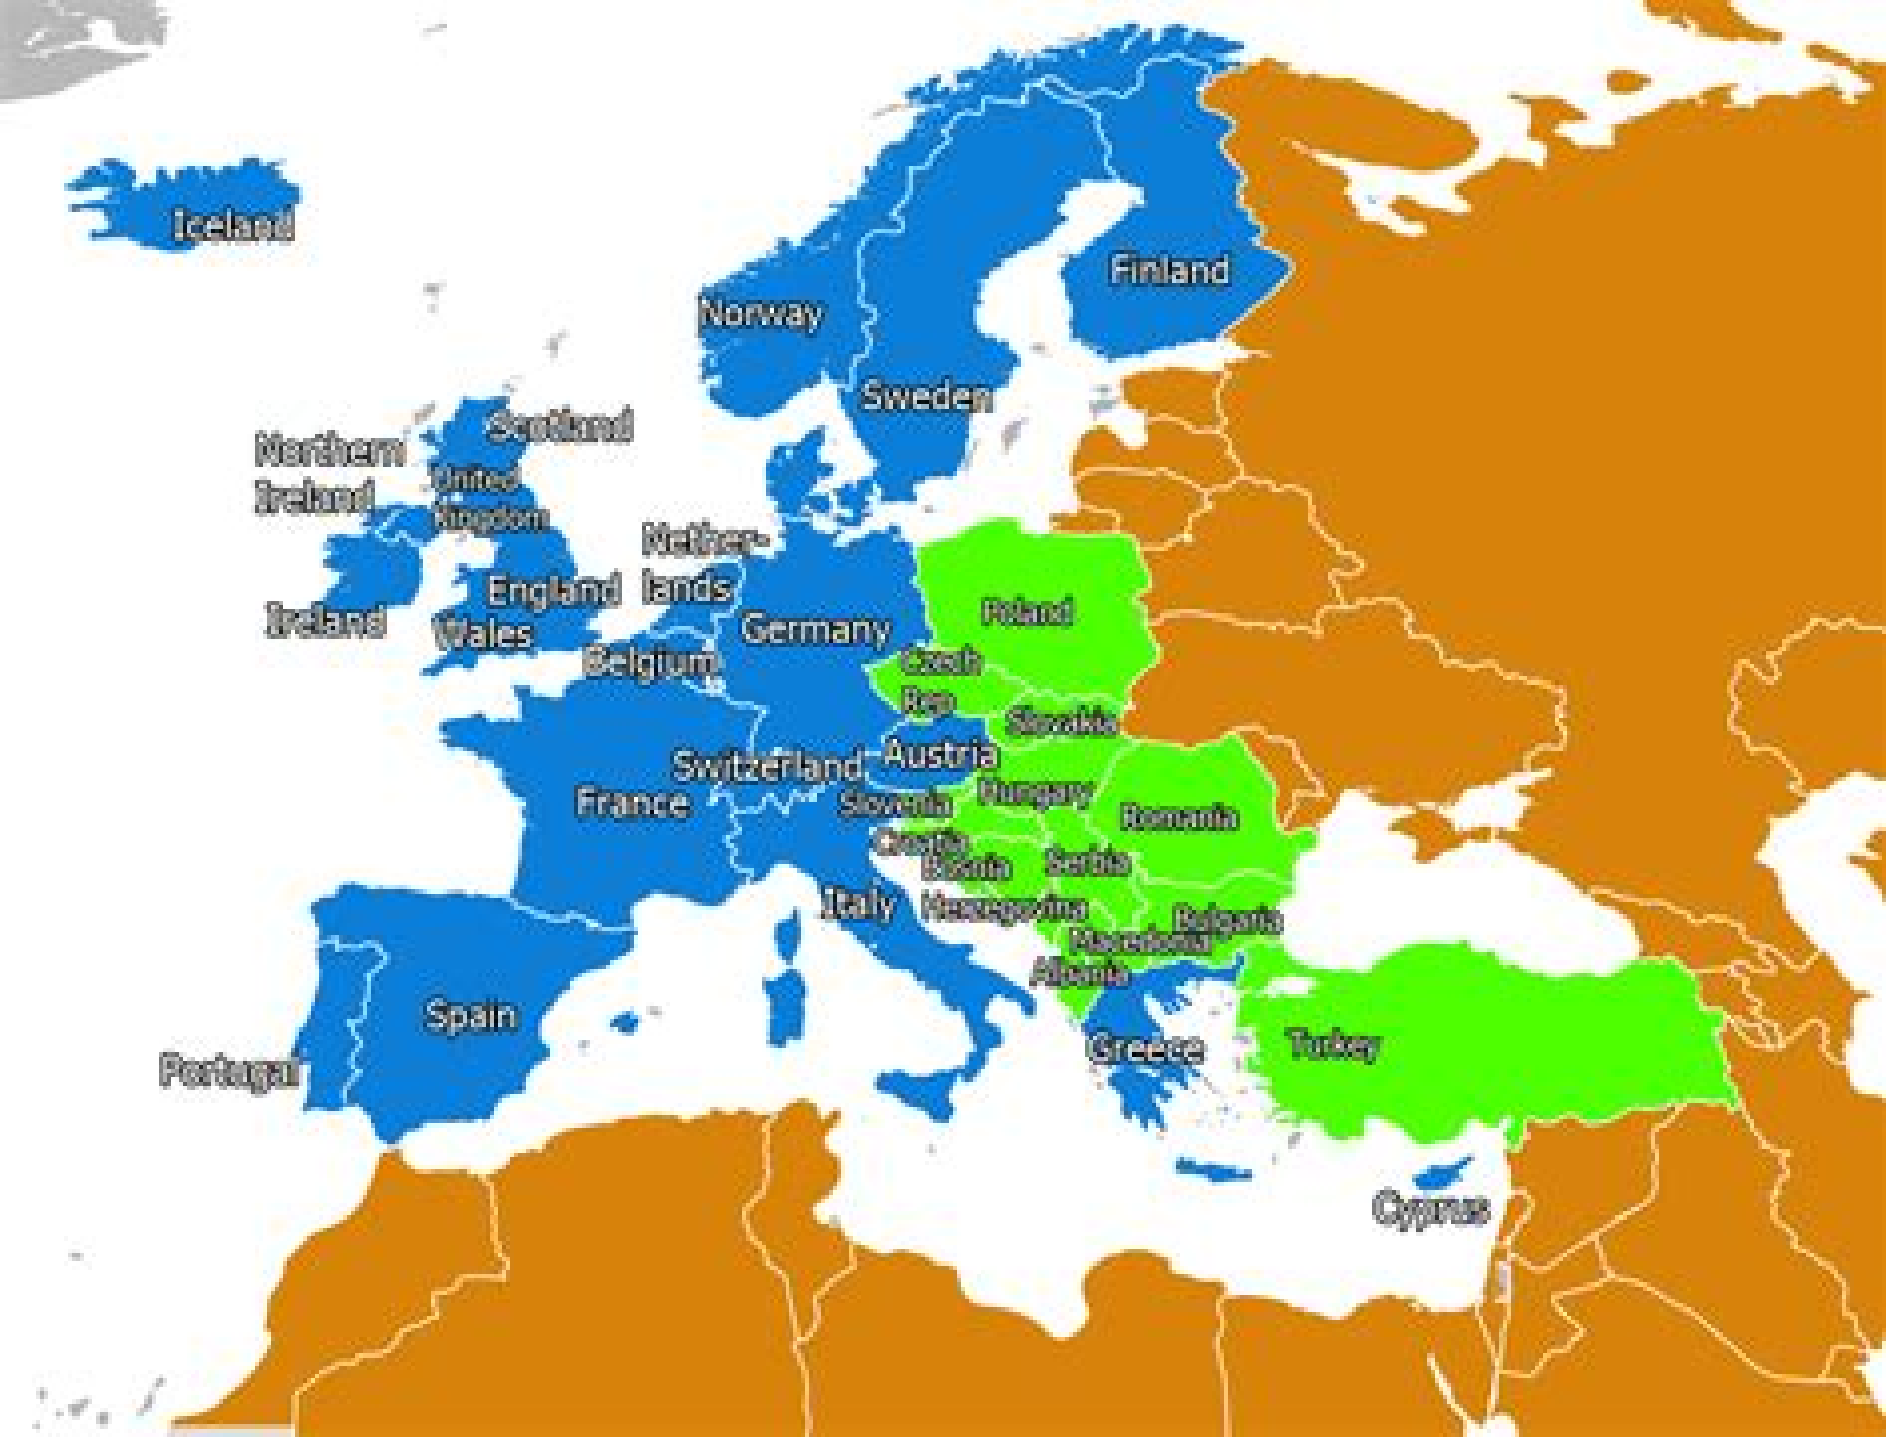 Iceland
Finland
Norway
Sweden
Scotland
Northern
Ireland
United
Kingdom
Nether-
lands
England
Ireland
Wales
Germany
Belgium
Poland
Czech
Rep
Slovakia
Switzerland
Austria
France
Slovenia
Hungary
Romania
Croatia
Bosnia
Serbia
Italy
Herzegovina
Bulgaria
Macedonia
Albania
Spain
Greece
Turkey
Portugal
Cyprus